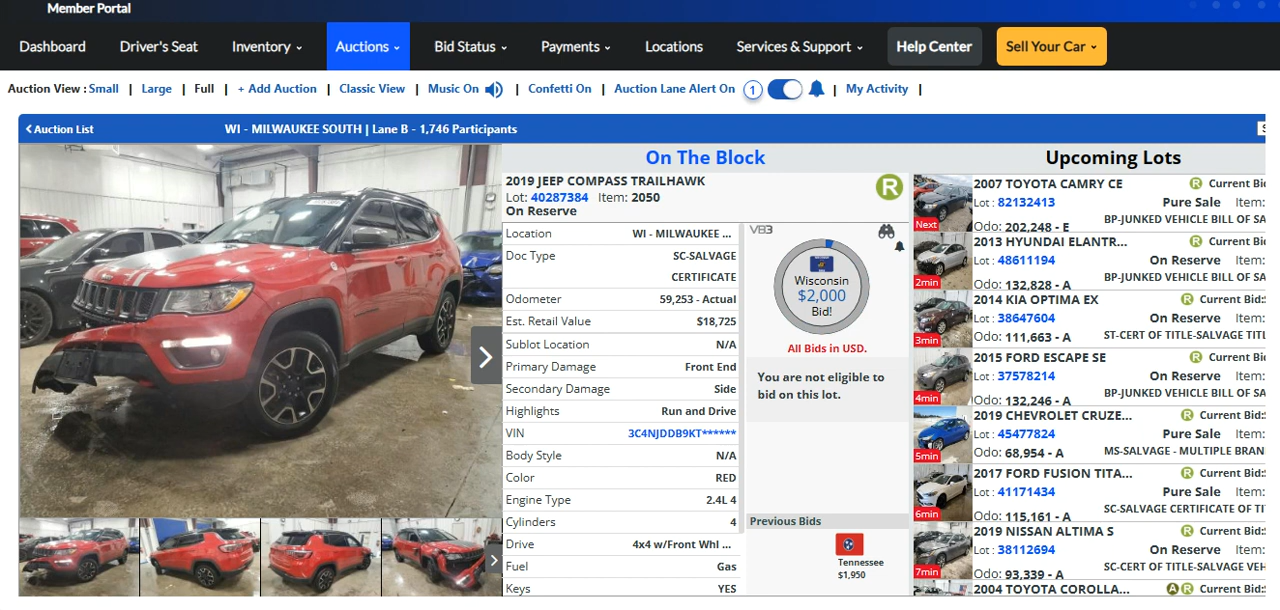 Member Portal
Dashboard Driver's Seat Inventory Auctions Bid Status Payments Locations Services & Support Help Center Sell Your Car
Auction View : Small | Large | Full | + Add Auction | Classic View | Music On | Confetti On | Auction Lane Alert On 1 | My Activity |
Auction List WI - MILWAUKEE SOUTH | Lane B - 1,746 Participants
On The Block
2019 JEEP COMPASS TRAILHAWK
Lot: 40287384 Item: 2050
On Reserve
R
Location WI - MILWAUKEE ...
Doc Type SC-SALVAGE
CERTIFICATE
Odometer 59,253 - Actual
Est. Retail Value $18,725
Sublot Location N/A
Primary Damage Front End
Secondary Damage Side
Highlights Run and Drive
VIN 3C4NJDDB9KT******
Body Style N/A
Color RED
Engine Type 2.4L 4
Cylinders 4
Drive 4x4 w/Front Whl ...
Fuel Gas
Keys YES
VB3
Wisconsin
$2,000
Bid!
All Bids in USD.
You are not eligible to
bid on this lot.
Previous Bids
Tennessee
$1,950
Upcoming Lots
2007 TOYOTA CAMRY CE R Current Bid
Lot : 82132413 Pure Sale Item:
Next
Odo: 202,248 - E BP-JUNKED VEHICLE BILL OF SA
2013 HYUNDAI ELANTR... R Current Bid
Lot : 48611194 On Reserve Item:
2min
Odo: 132,828 - A BP-JUNKED VEHICLE BILL OF SA
2014 KIA OPTIMA EX R Current Bid:
Lot : 38647604 On Reserve Item:
3min
Odo: 111,663 - A ST-CERT OF TITLE-SALVAGE TITL
2015 FORD ESCAPE SE R Current Bid
Lot : 37578214 On Reserve Item:
4min
Odo: 132,246 - A BP-JUNKED VEHICLE BILL OF SA
2019 CHEVROLET CRUZE... R Current Bid:
Lot : 45477824 Pure Sale Item:
5min
Odo: 68,954 - A MS-SALVAGE - MULTIPLE BRAN
2017 FORD FUSION TITA... R Current Bid:
Lot : 41171434 Pure Sale Item:
6min
Odo: 115,161 - A SC-SALVAGE CERTIFICATE OF TI
2019 NISSAN ALTIMA S R Current Bid:
Lot : 38112694 On Reserve Item:
7min
Odo: 93,339 - A SC-CERT OF TITLE-SALVAGE VEH
2004 TOYOTA COROLLA... A R Current Bid: